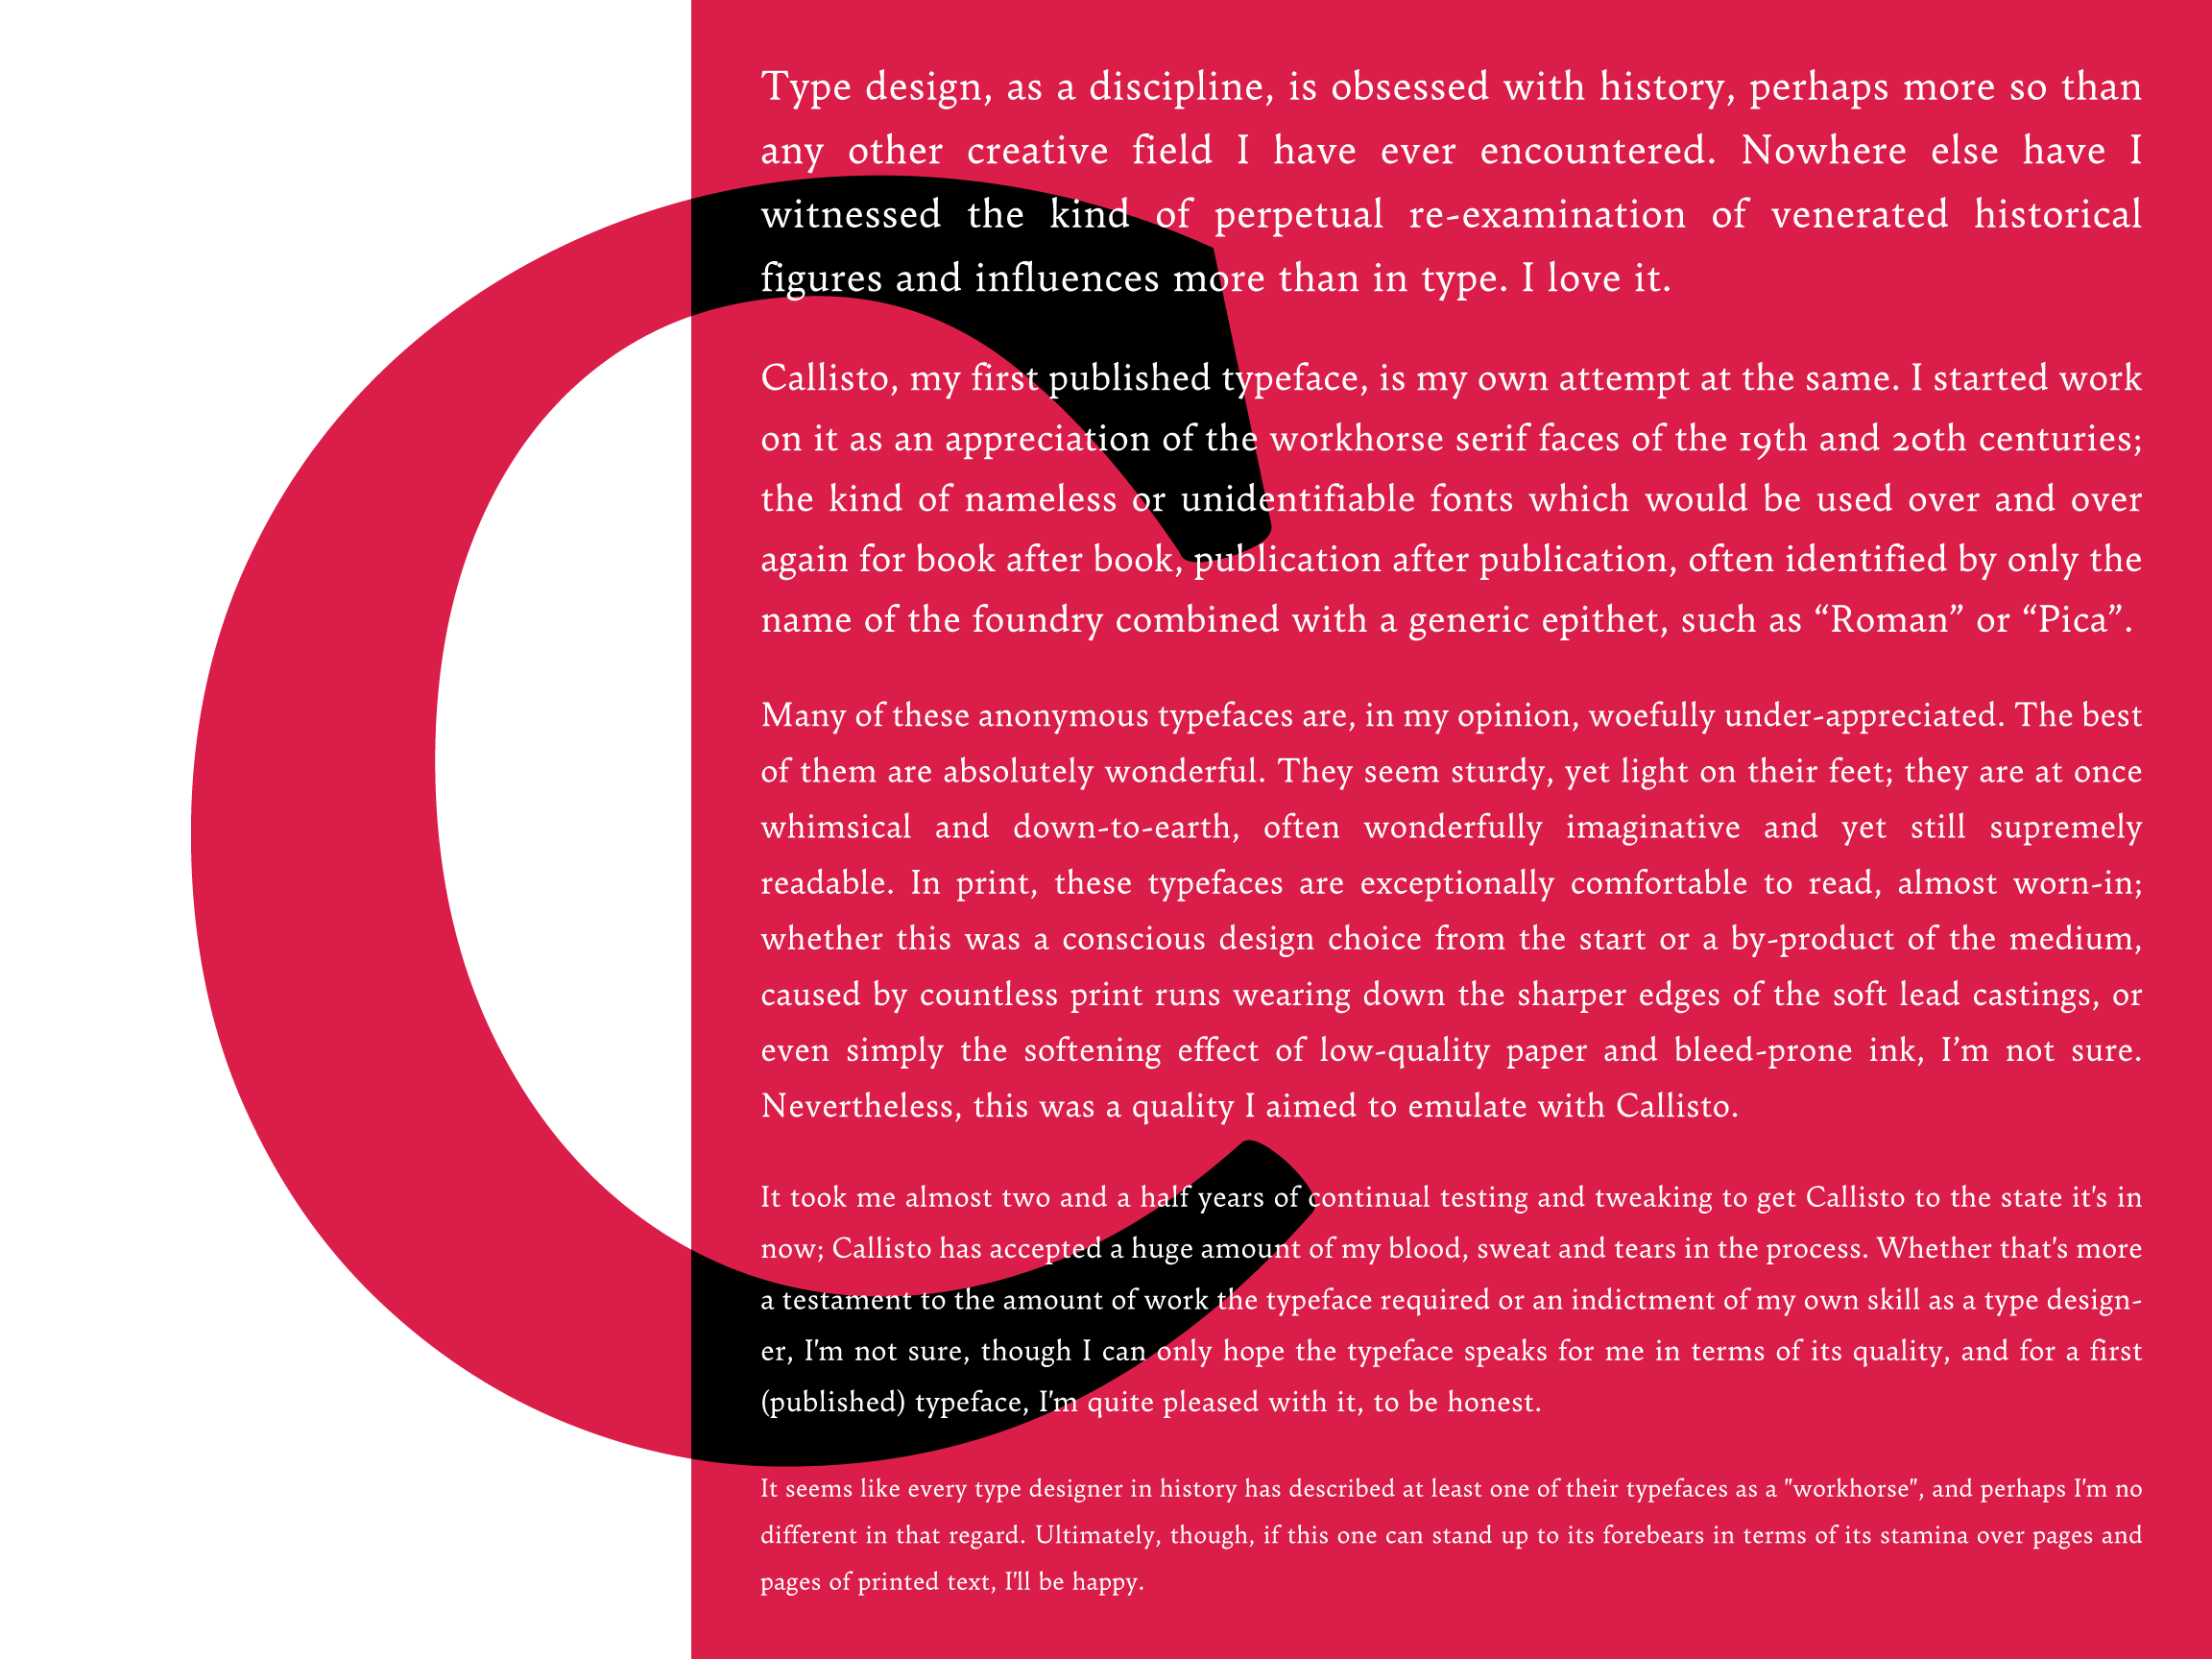 C
Type design, as a discipline, is obsessed with history, perhaps more so than
any other creative field I have ever encountered. Nowhere else have I
witnessed the kind of perpetual re-examination of venerated historical
figures and influences more than in type. I love it.
Callisto, my first published typeface, is my own attempt at the same. I started work
on it as an appreciation of the workhorse serif faces of the 19th and 20th centuries;
the kind of nameless or unidentifiable fonts which would be used over and over
again for book after book, publication after publication, often identified by only the
name of the foundry combined with a generic epithet, such as “Roman” or “Pica”.
Many of these anonymous typefaces are, in my opinion, woefully under-appreciated. The best
of them are absolutely wonderful. They seem sturdy, yet light on their feet; they are at once
whimsical and down-to-earth, often wonderfully imaginative and yet still supremely
readable. In print, these typefaces are exceptionally comfortable to read, almost worn-in;
whether this was a conscious design choice from the start or a by-product of the medium,
caused by countless print runs wearing down the sharper edges of the soft lead castings, or
even simply the softening effect of low-quality paper and bleed-prone ink, I’m not sure.
Nevertheless, this was a quality I aimed to emulate with Callisto.
It took me almost two and a half years of continual testing and tweaking to get Callisto to the state it's in
now; Callisto has accepted a huge amount of my blood, sweat and tears in the process. Whether that's more
a testament to the amount of work the typeface required or an indictment of my own skill as a type design-
er, I'm not sure, though I can only hope the typeface speaks for me in terms of its quality, and for a first
(published) typeface, I'm quite pleased with it, to be honest.
It seems like every type designer in history has described at least one of their typefaces as a "workhorse", and perhaps I'm no
different in that regard. Ultimately, though, if this one can stand up to its forebears in terms of its stamina over pages and
pages of printed text, I'll be happy.